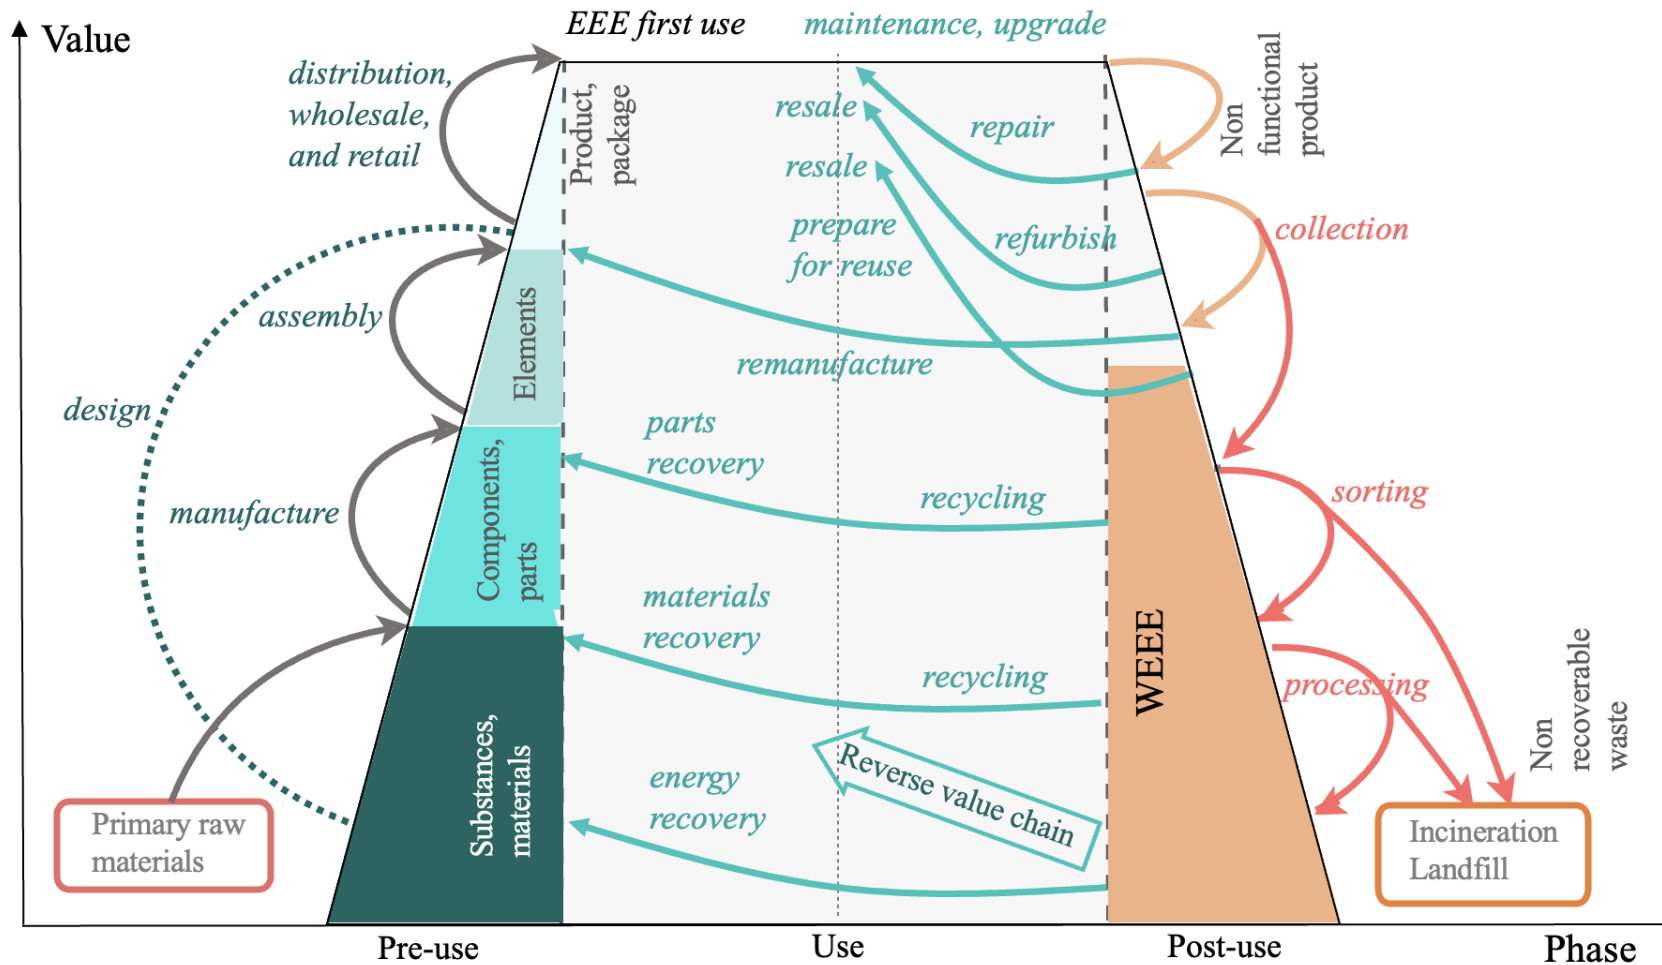 Value
EEE first use
maintenance, upgrade
distribution,
wholesale,
and retail
Product,
package
resale
repair
Non
functional
product
resale
prepare
for reuse
refurbish
collection
assembly
Elements
remanufacture
design
parts
recovery
recycling
sorting
manufacture
Components,
parts
materials
recovery
recycling
WEEE
processing
Non
recoverable
waste
Substances,
materials
energy
recovery
Reverse value chain
Primary raw
materials
Incineration
Landfill
Pre-use
Use
Post-use
Phase